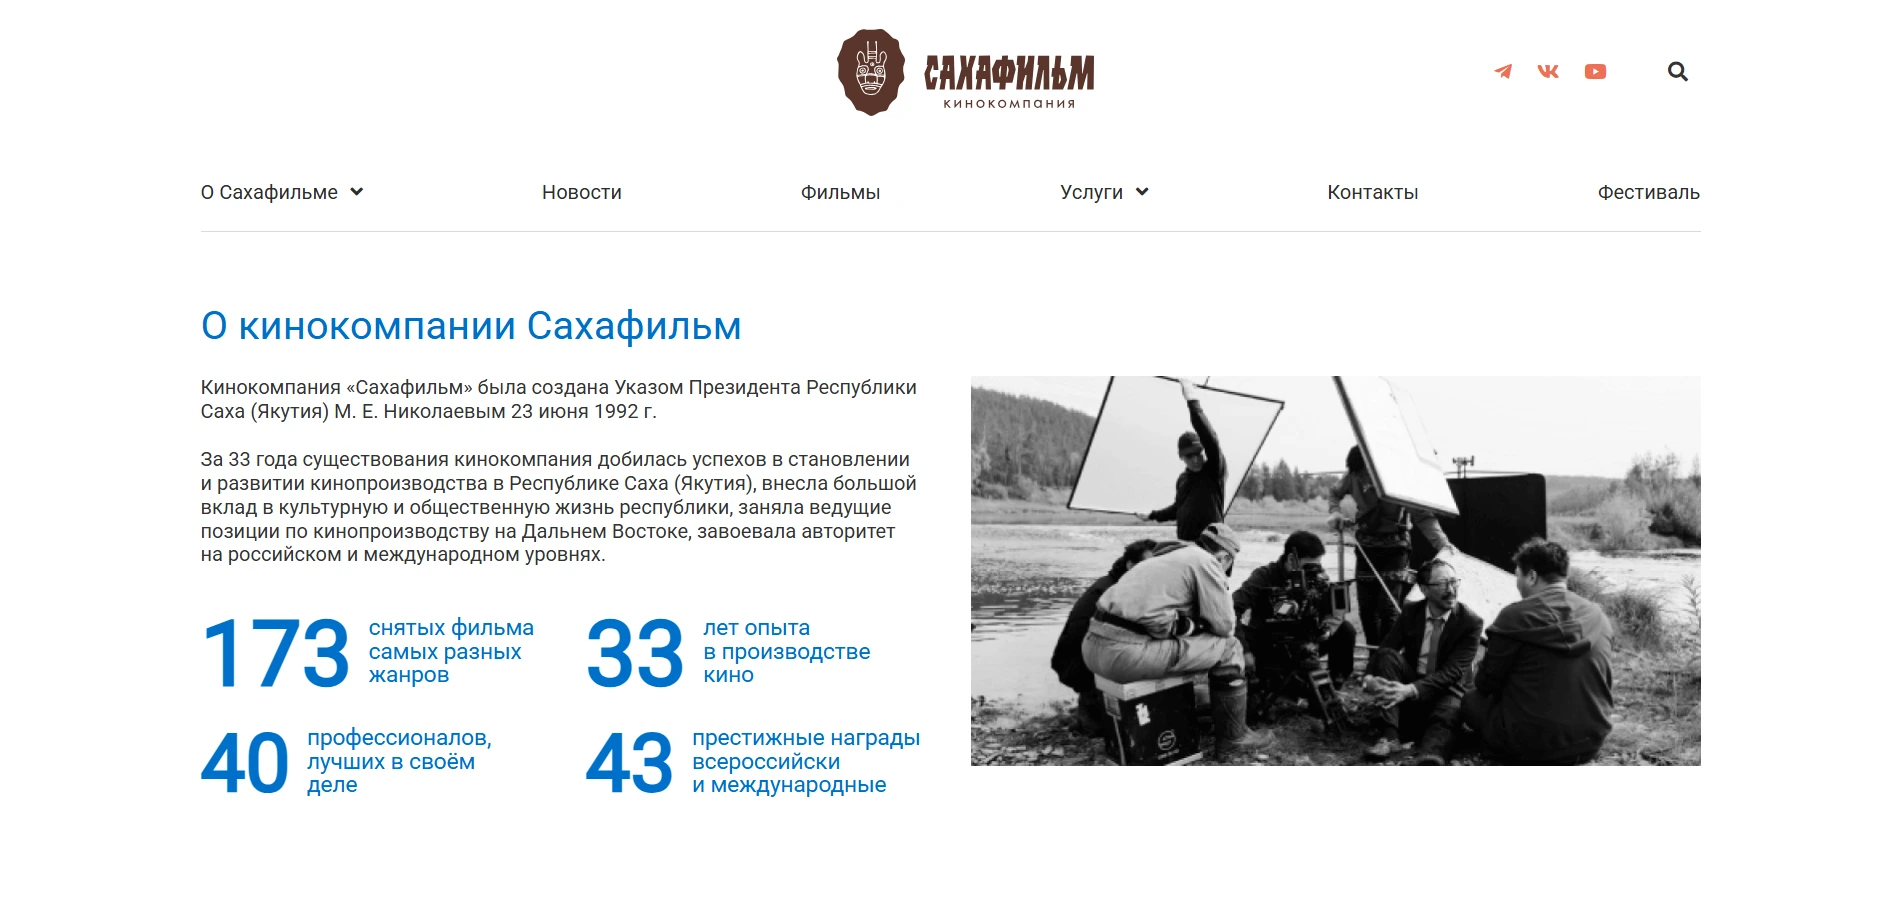 САХАФИЛЬМ
КИНОКОМПАНИЯ
О Сахафильме
Новости
Фильмы
Услуги
Контакты
Фестиваль
О кинокомпании Сахафильм
Кинокомпания «Сахафильм» была создана Указом Президента Республики
Саха (Якутия) М. Е. Николаевым 23 июня 1992 г.
За 33 года существования кинокомпания добилась успехов в становлении
и развитии кинопроизводства в Республике Саха (Якутия), внесла большой
вклад в культурную и общественную жизнь республики, заняла ведущие
позиции по кинопроизводству на Дальнем Востоке, завоевала авторитет
на российском и международном уровнях.
173
снятых фильма
самых разных
жанров
33
лет опыта
в производстве
кино
40
профессионалов,
лучших в своём
деле
43
престижные награды
всероссийски
и международные